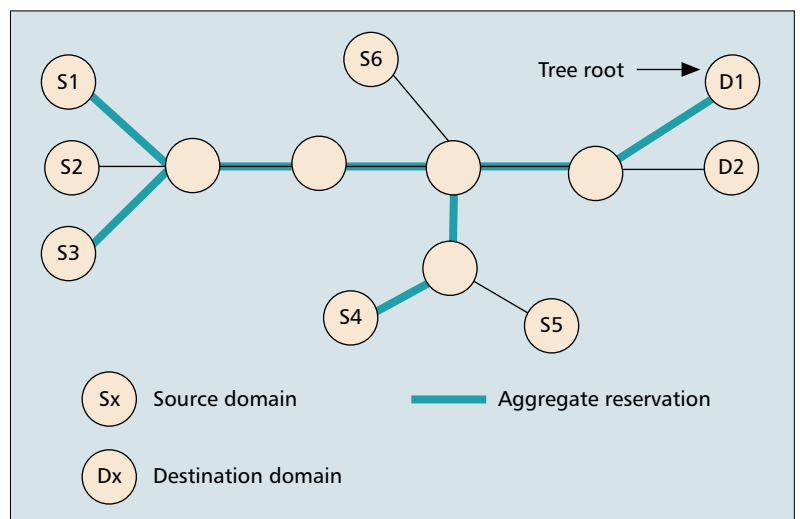 S6
Tree root
S1
D1
S2
D2
S3
S4
S5
Sx Source domain
Aggregate reservation
Dx Destination domain